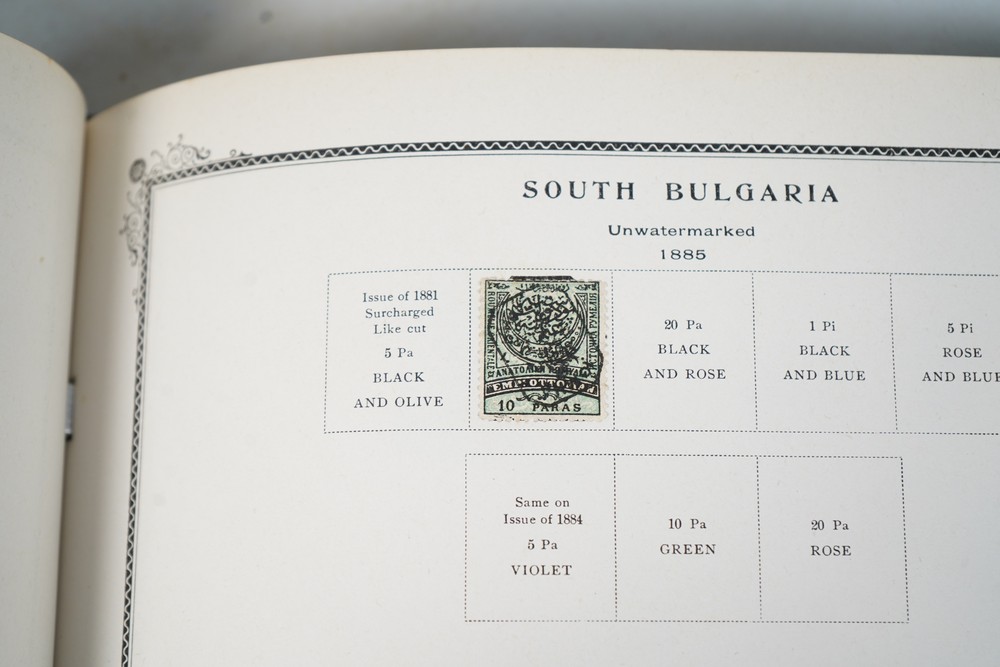 SOUTH BULGARIA
Unwatermarked
1885
Issue of 1881
Surcharged
Like cut
5 Pa
BLACK
AND OLIVE
10 PARAS
20 Pa
BLACK
AND ROSE
1 Pi
BLACK
AND BLUE
5 Pi
ROSE
AND BLUE
Same on
Issue of 1884
5 Pa
VIOLET
10 Pa
GREEN
20 Pa
ROSE